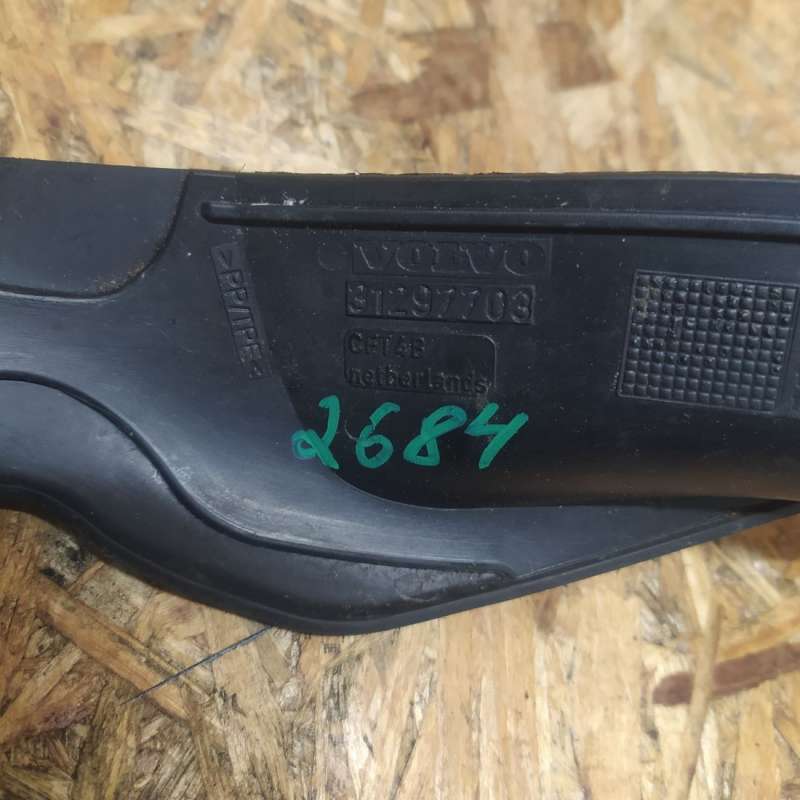 VOLVO
31297703
>PP/PE<
netherlands
2684